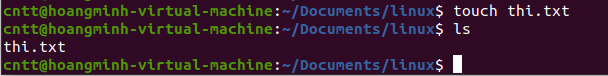 cntt@hoangminh-virtual-machine:~/Documents/linux$ touch thi.txt
cntt@hoangminh-virtual-machine:~/Documents/linux$ ls
thi.txt
cntt@hoangminh-virtual-machine:~/Documents/linux$